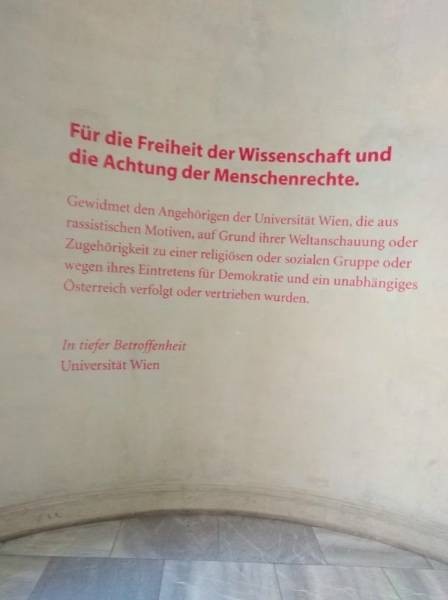 Für die Freiheit der Wissenschaft und
die Achtung der Menschenrechte.
Gewidmet den Angehörigen der Universität Wien, die aus
rassistischen Motiven, auf Grund ihrer Weltanschauung oder
Zugehörigkeit zu einer religiösen oder sozialen Gruppe oder
wegen ihres Eintretens für Demokratie und ein unabhängiges
Österreich verfolgt oder vertrieben wurden.
In tiefer Betroffenheit
Universität Wien